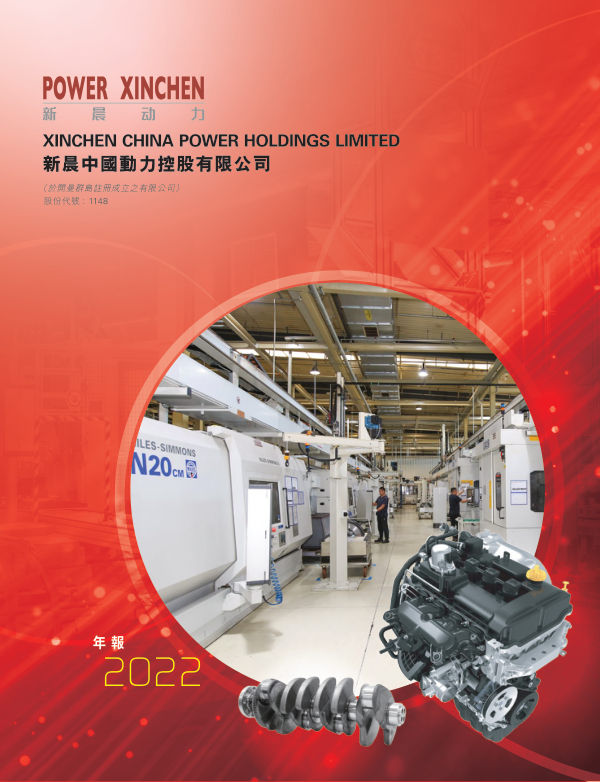 POWER XINCHEN
新晨动力
XINCHEN CHINA POWER HOLDINGS LIMITED
新晨中國動力控股有限公司
(於開曼群島註冊成立之有限公司)
股份代號：1148
ILES-SIMMONS
N20 CM
年報
2022